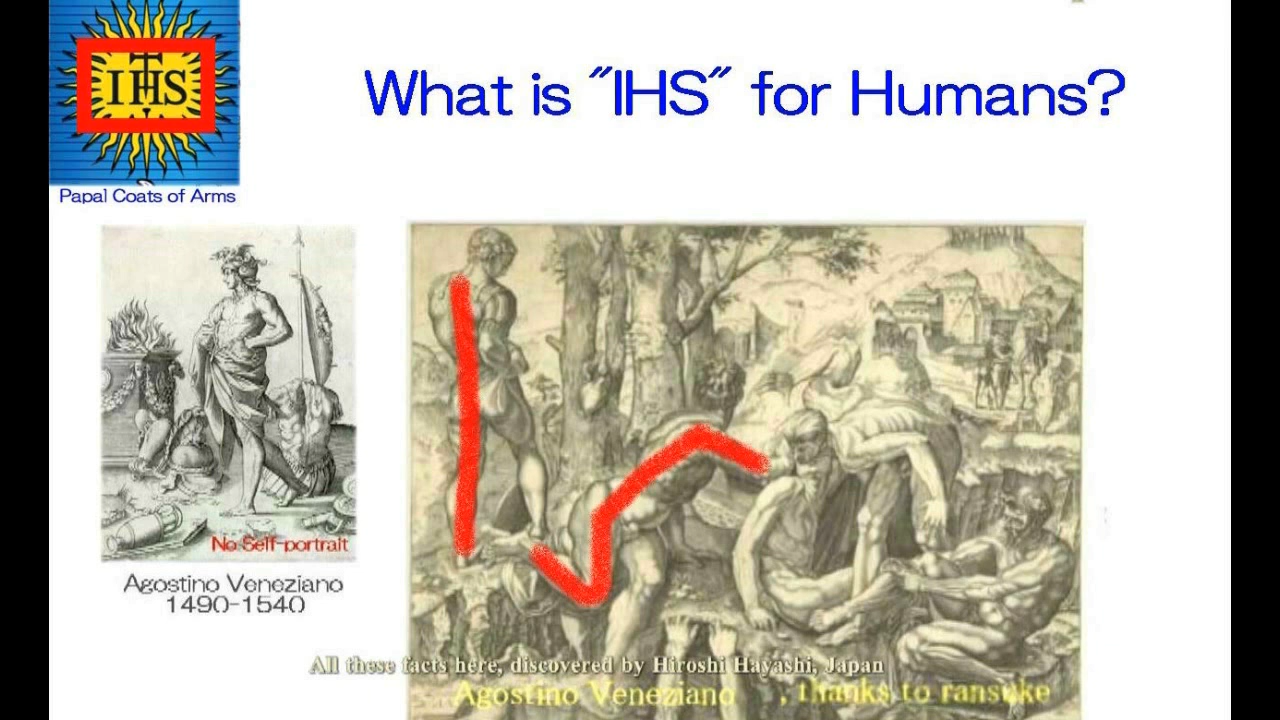 IHS
What is "IHS" for Humans?
Papal Coats of Arms
No Self-portrait
Agostino Veneziano
1490-1540
All these facts here, discovered by Hiroshi Hayashi, Japan
Agostino Veneziano , thanks to ransuke